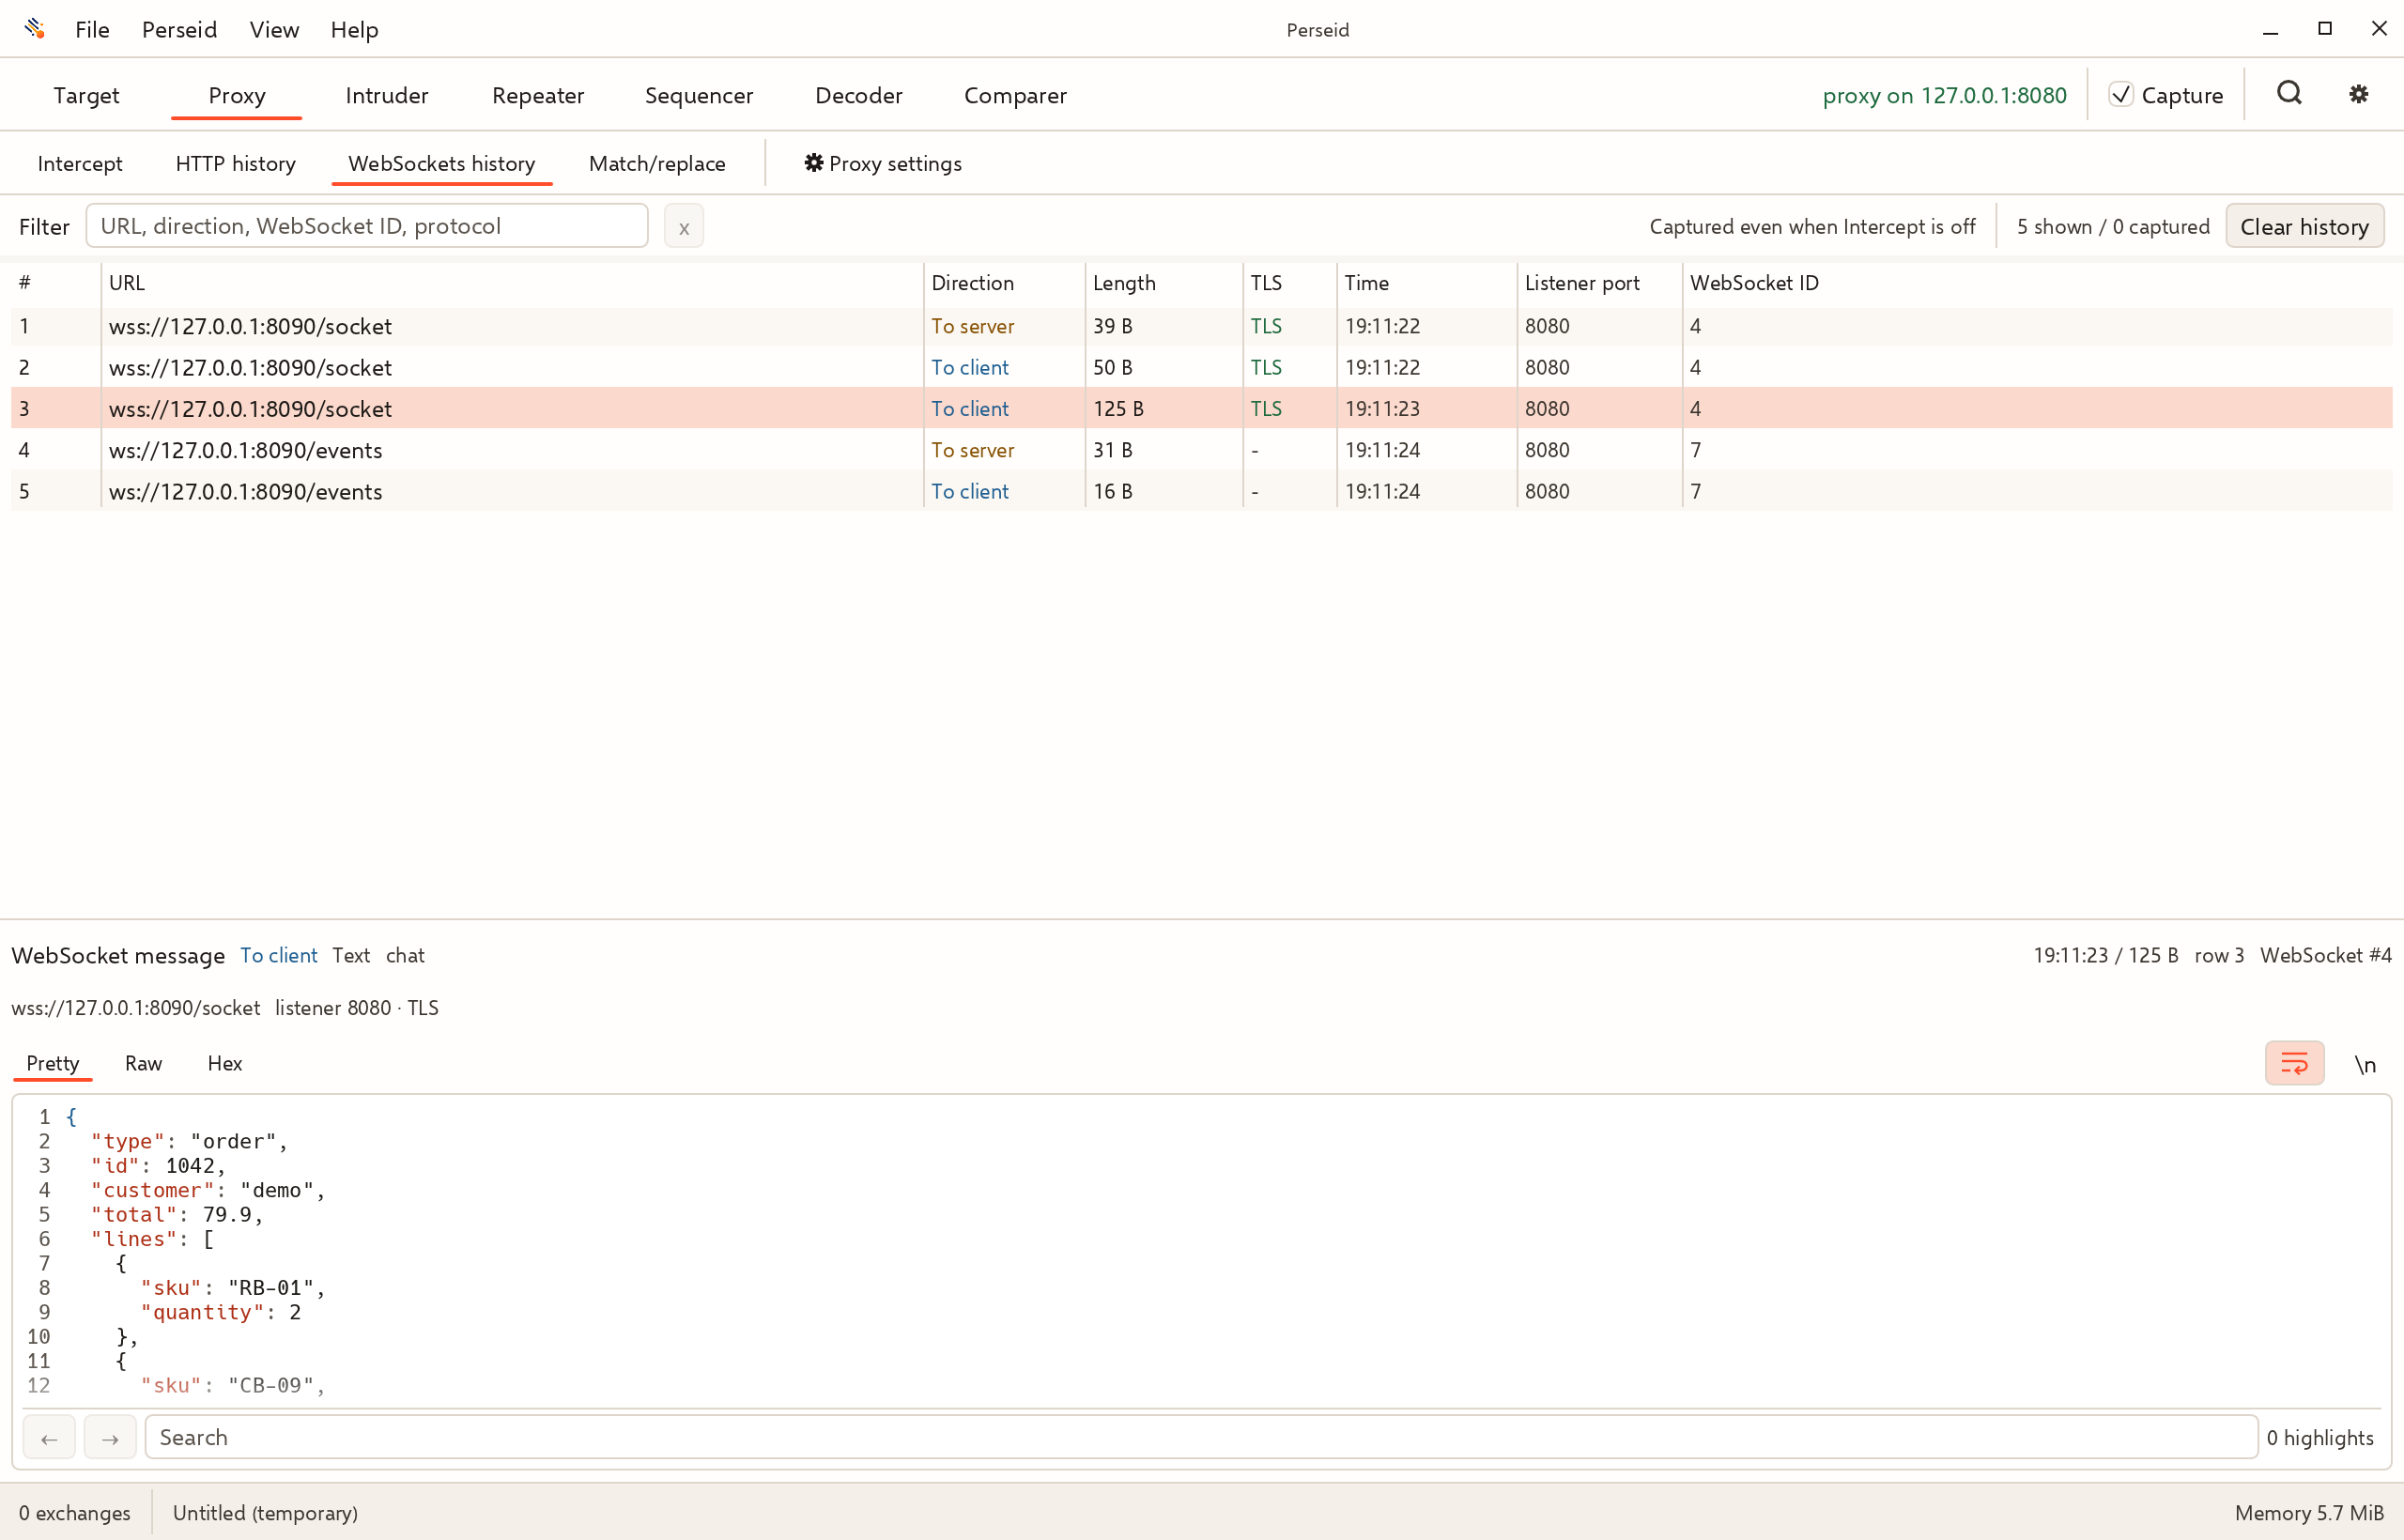 File Perseid View Help Perseid
Target Proxy Intruder Repeater Sequencer Decoder Comparer proxy on 127.0.0.1:8080 Capture
Intercept HTTP history WebSockets history Match/replace Proxy settings
Filter URL, direction, WebSocket ID, protocol x Captured even when Intercept is off 5 shown / 0 captured Clear history
# URL Direction Length TLS Time Listener port WebSocket ID
1 wss://127.0.0.1:8090/socket To server 39 B TLS 19:11:22 8080 4
2 wss://127.0.0.1:8090/socket To client 50 B TLS 19:11:22 8080 4
3 wss://127.0.0.1:8090/socket To client 125 B TLS 19:11:23 8080 4
4 ws://127.0.0.1:8090/events To server 31 B - 19:11:24 8080 7
5 ws://127.0.0.1:8090/events To client 16 B - 19:11:24 8080 7
WebSocket message To client Text chat 19:11:23 / 125 B row 3 WebSocket #4
wss://127.0.0.1:8090/socket listener 8080 · TLS
Pretty Raw Hex \n
1 {
2 "type": "order",
3 "id": 1042,
4 "customer": "demo",
5 "total": 79.9,
6 "lines": [
7 {
8 "sku": "RB-01",
9 "quantity": 2
10 },
11 {
12 "sku": "CB-09",
← → Search 0 highlights
0 exchanges Untitled (temporary) Memory 5.7 MiB